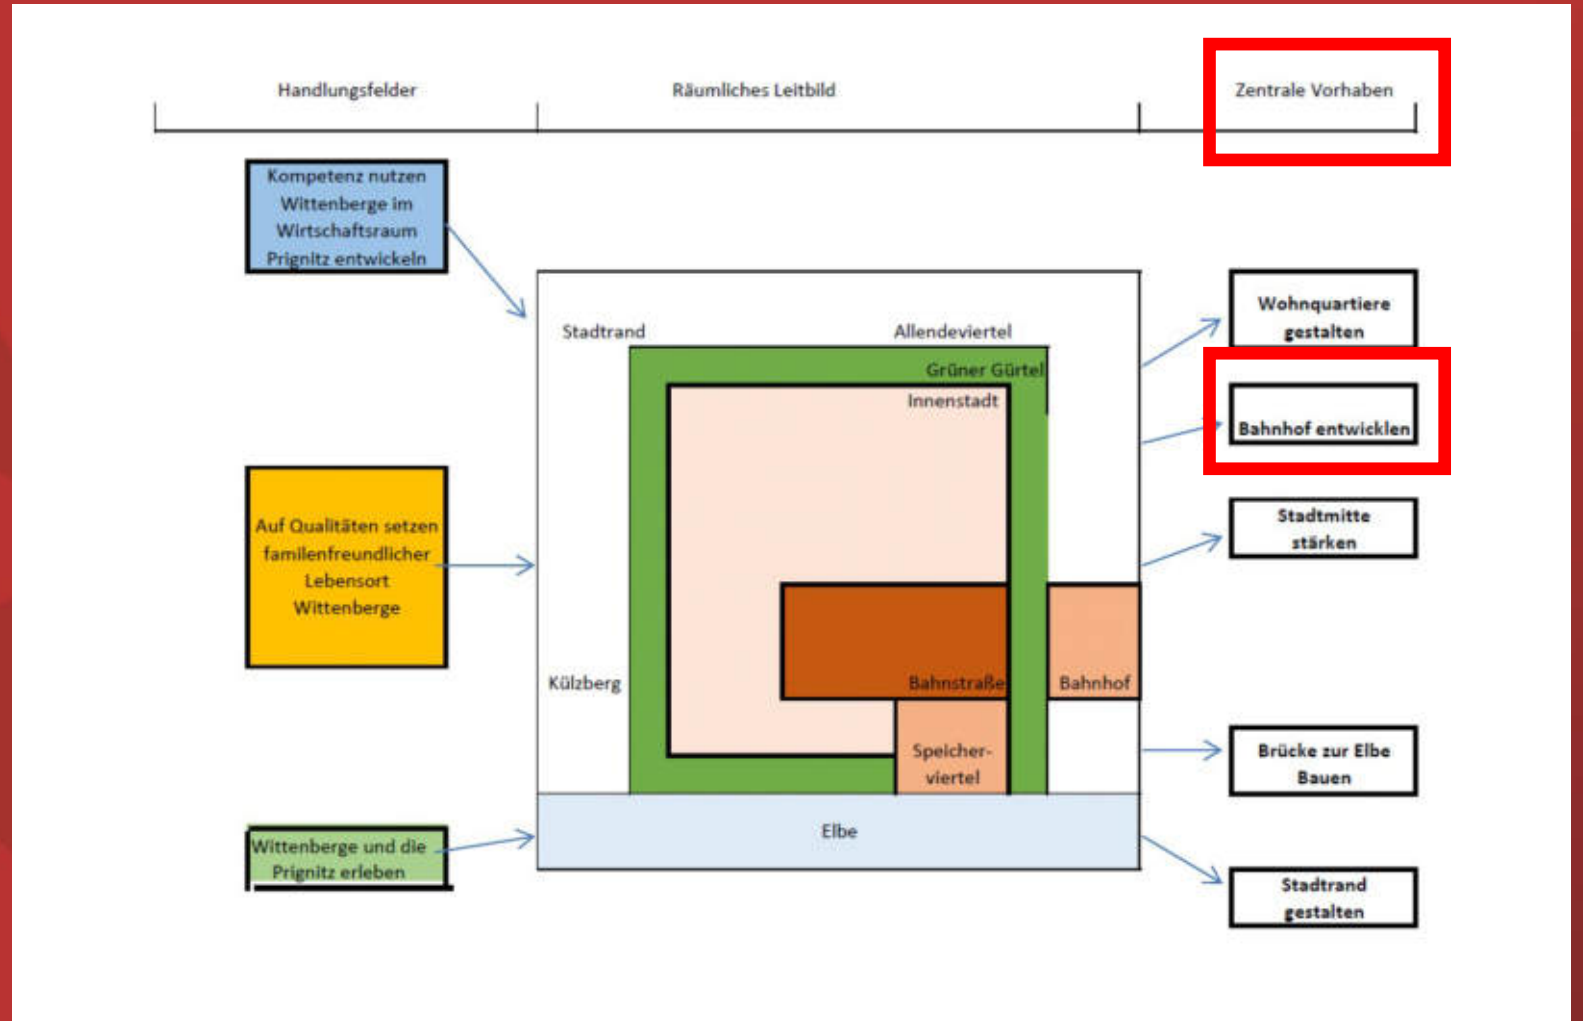 Handlungsfelder
Räumliches Leitbild
Zentrale Vorhaben
Kompetenz nutzen
Wittenberge im
Wirtschaftsraum
Prignitz entwickeln
Auf Qualitäten setzen
familenfreundlicher
Lebensort
Wittenberge
Wittenberge und die
Prignitz erleben
Stadtrand
Allendeviertel
Grüner Gürtel
Innenstadt
Külzberg
Bahnstraße
Bahnhof
Speicher-
viertel
Elbe
Wohnquartiere
gestalten
Bahnhof entwicklen
Stadtmitte
stärken
Brücke zur Elbe
Bauen
Stadtrand
gestalten